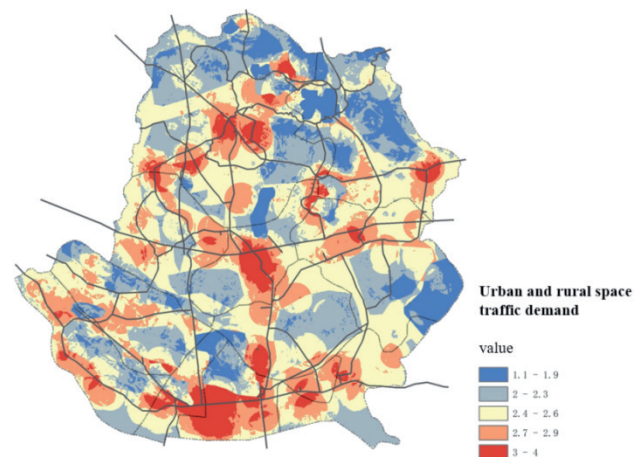 Urban and rural space
traffic demand
value
1.1 - 1.9
2 - 2.3
2.4 - 2.6
2.7 - 2.9
3 - 4